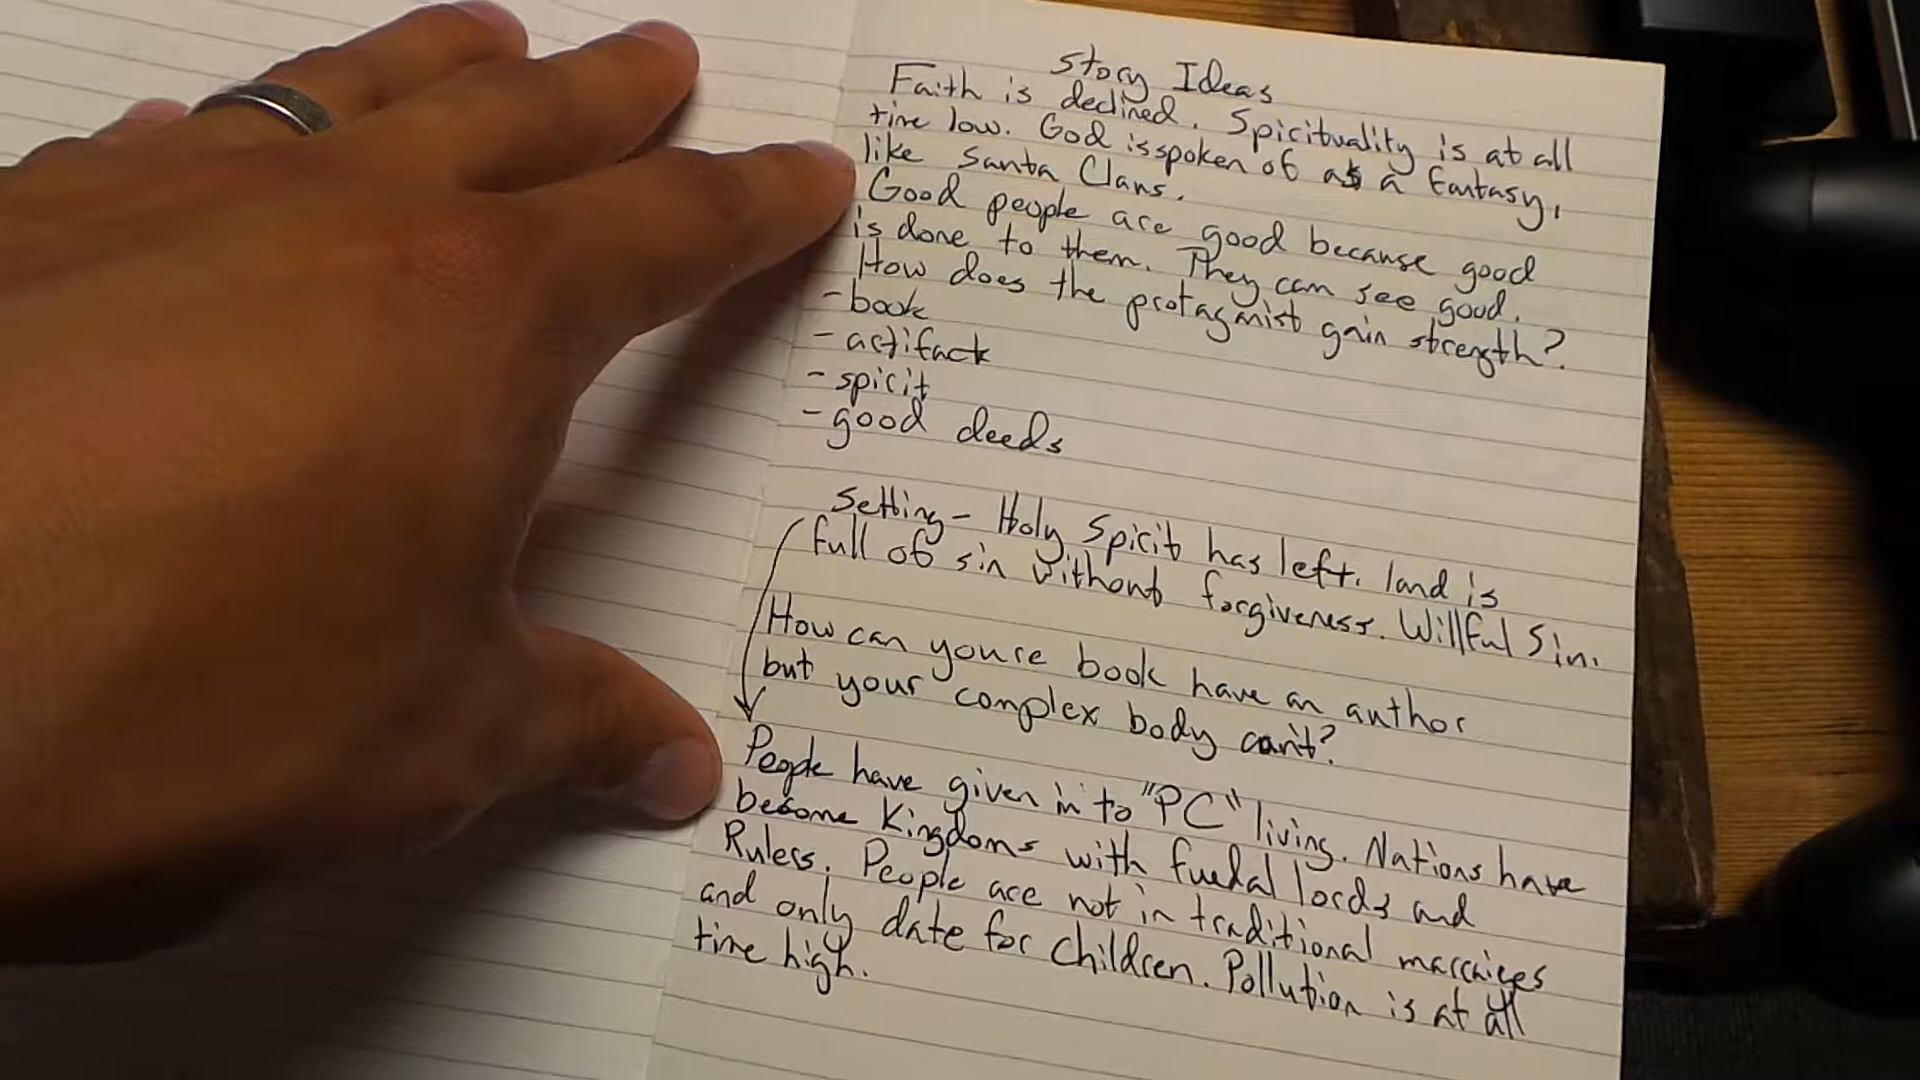 Story Ideas
Faith is declined. Spirituality is at all
time low. God is spoken of as a fantasy,
like Santa Claus.
Good people are good because good
is done to them. They can see good.
How does the protagonist gain strength?
- book
- artifact
- spirit
- good deeds
Setting - Holy Spirit has left. land is
full of sin without forgiveness. Willful Sin.
How can youre book have an author
but your complex body can't?
People have given in to "PC" living. Nations have
become Kingdoms with fuedal lords and
Rulers. People are not in traditional marraiges
and only date for children. Pollution is at all
time high.